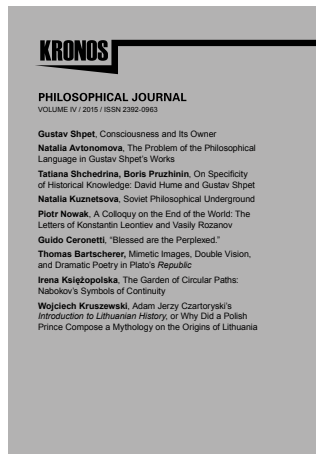 KRONOS
PHILOSOPHICAL JOURNAL
VOLUME IV / 2015 / ISSN 2392-0963
Gustav Shpet, Consciousness and Its Owner
Natalia Avtonomova, The Problem of the Philosophical
Language in Gustav Shpet's Works
Tatiana Shchedrina, Boris Pruzhinin, On Specificity
of Historical Knowledge: David Hume and Gustav Shpet
Natalia Kuznetsova, Soviet Philosophical Underground
Piotr Nowak, A Colloquy on the End of the World: The
Letters of Konstantin Leontiev and Vasily Rozanov
Guido Ceronetti, “Blessed are the Perplexed.”
Thomas Bartscherer, Mimetic Images, Double Vision,
and Dramatic Poetry in Plato's Republic
Irena Księżopolska, The Garden of Circular Paths:
Nabokov's Symbols of Continuity
Wojciech Kruszewski, Adam Jerzy Czartoryski's
Introduction to Lithuanian History, or Why Did a Polish
Prince Compose a Mythology on the Origins of Lithuania